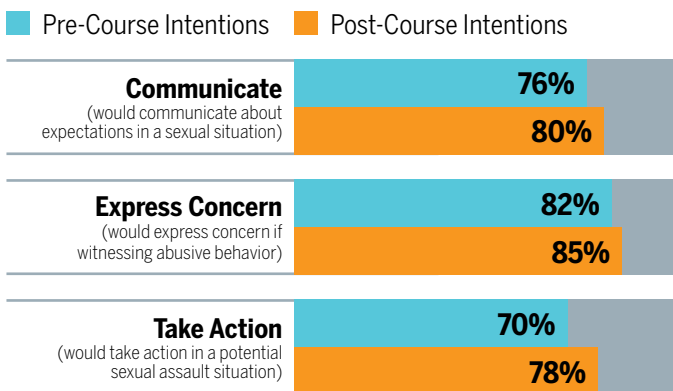 Pre-Course Intentions Post-Course Intentions
Communicate
(would communicate about
expectations in a sexual situation)
76%
80%
Express Concern
(would express concern if
witnessing abusive behavior)
82%
85%
Take Action
(would take action in a potential
sexual assault situation)
70%
78%